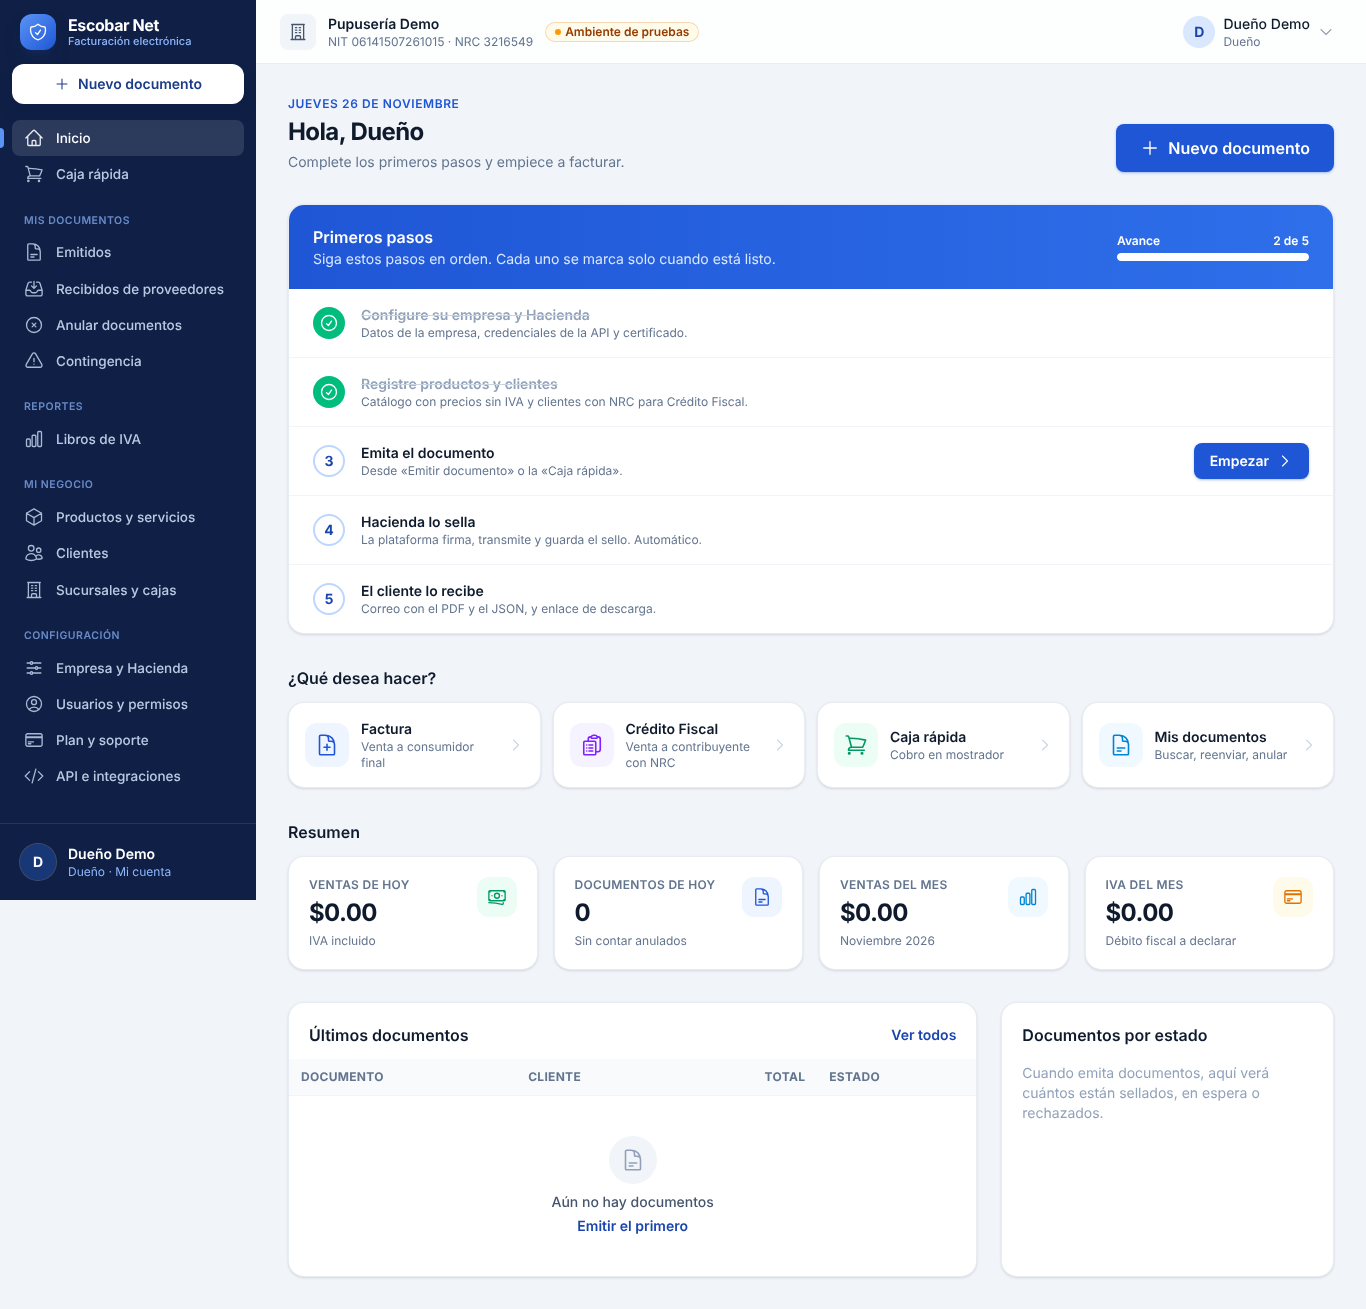 Escobar Net
Facturación electrónica
Nuevo documento
Inicio
Caja rápida
MIS DOCUMENTOS
Emitidos
Recibidos de proveedores
Anular documentos
Contingencia
REPORTES
Libros de IVA
MI NEGOCIO
Productos y servicios
Clientes
Sucursales y cajas
CONFIGURACIÓN
Empresa y Hacienda
Usuarios y permisos
Plan y soporte
API e integraciones
D
Dueño Demo
Dueño · Mi cuenta
Pupusería Demo
NIT 06141507261015 · NRC 3216549
Ambiente de pruebas
D
Dueño Demo
Dueño
JUEVES 26 DE NOVIEMBRE
Hola, Dueño
Complete los primeros pasos y empiece a facturar.
Nuevo documento
Primeros pasos
Siga estos pasos en orden. Cada uno se marca solo cuando está listo.
Avance 2 de 5
Configure su empresa y Hacienda
Datos de la empresa, credenciales de la API y certificado.
Registre productos y clientes
Catálogo con precios sin IVA y clientes con NRC para Crédito Fiscal.
3
Emita el documento
Desde «Emitir documento» o la «Caja rápida».
Empezar
4
Hacienda lo sella
La plataforma firma, transmite y guarda el sello. Automático.
5
El cliente lo recibe
Correo con el PDF y el JSON, y enlace de descarga.
¿Qué desea hacer?
Factura
Venta a consumidor
final
Crédito Fiscal
Venta a contribuyente
con NRC
Caja rápida
Cobro en mostrador
Mis documentos
Buscar, reenviar, anular
Resumen
VENTAS DE HOY
$0.00
IVA incluido
DOCUMENTOS DE HOY
0
Sin contar anulados
VENTAS DEL MES
$0.00
Noviembre 2026
IVA DEL MES
$0.00
Débito fiscal a declarar
Últimos documentos
Ver todos
DOCUMENTO CLIENTE TOTAL ESTADO
Aún no hay documentos
Emitir el primero
Documentos por estado
Cuando emita documentos, aquí verá
cuántos están sellados, en espera o
rechazados.